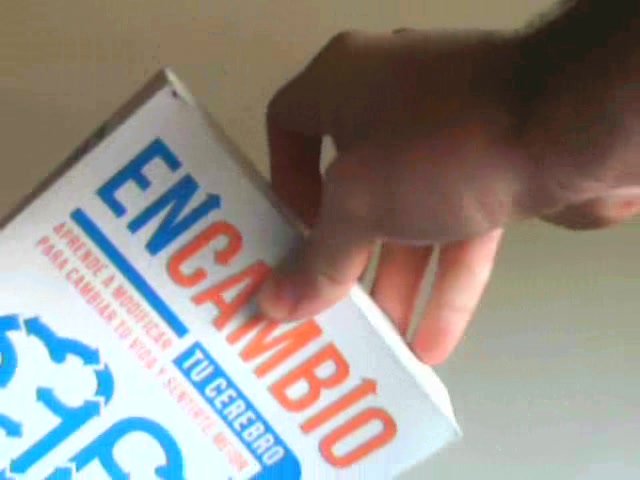 ENCAMBIO
APRENDE A MODIFICAR TU CEREBRO
PARA CAMBIAR TU VIDA Y SENTIRTE MEJOR